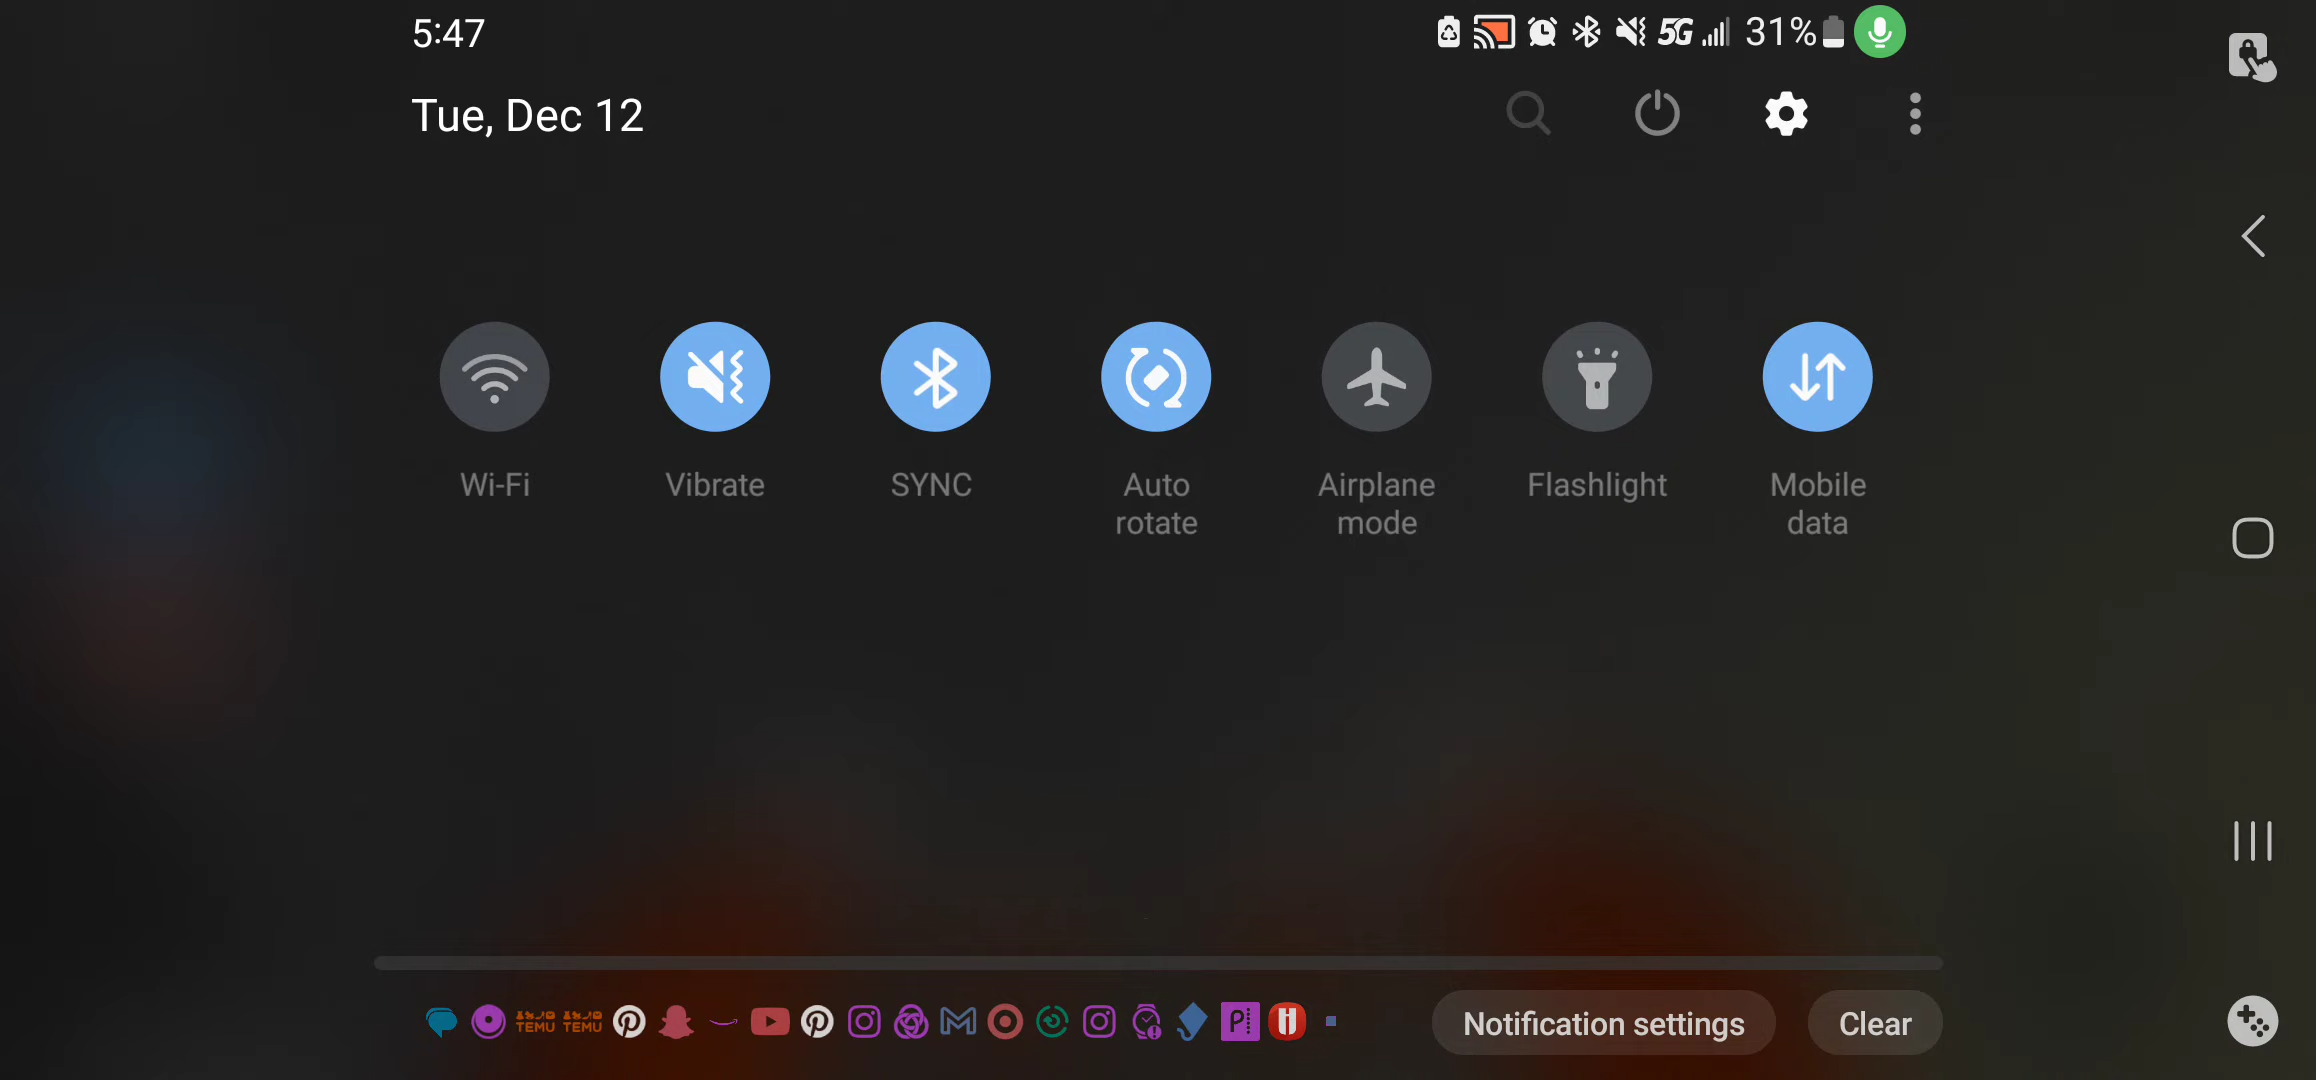 5:47
5G 31%
Tue, Dec 12
Wi-Fi
Vibrate
SYNC
Auto
rotate
Airplane
mode
Flashlight
Mobile
data
TEMU TEMU
Notification settings
Clear